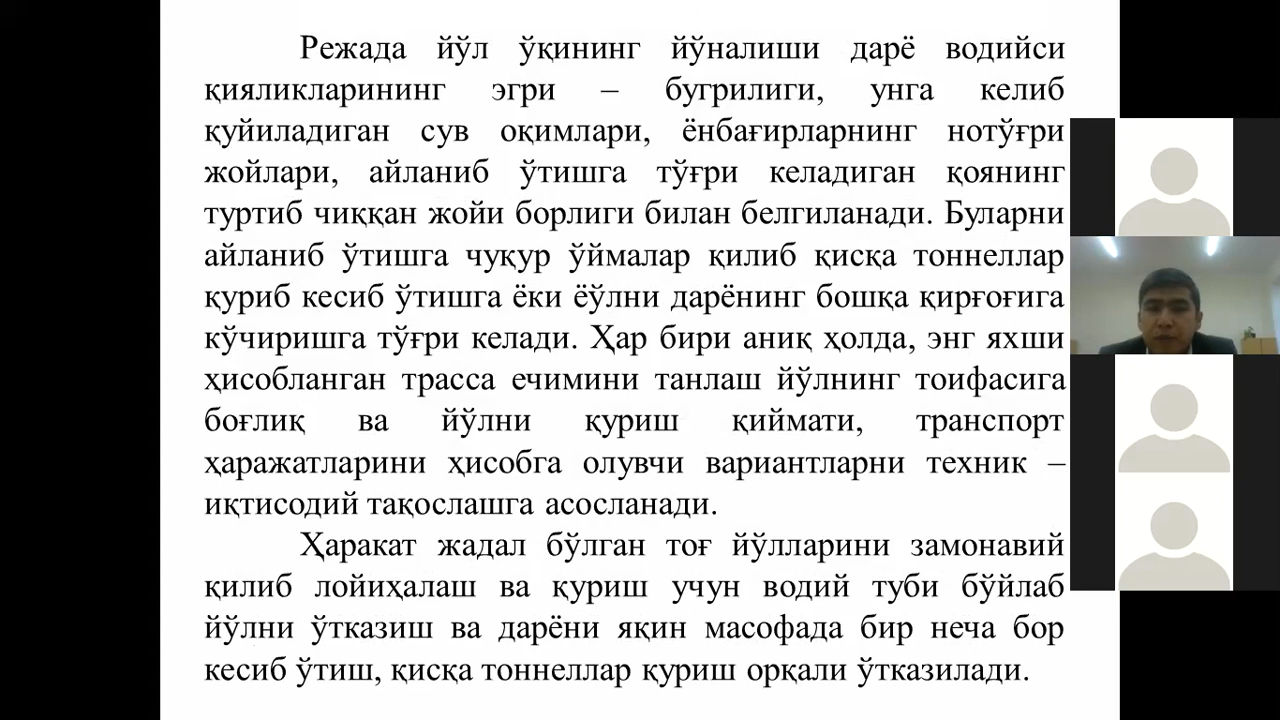 Режада йўл ўқининг йўналиши дарё водийси
қияликларининг эгри – бугрилиги, унга келиб
қуйиладиган сув оқимлари, ёнбағирларнинг нотўғри
жойлари, айланиб ўтишга тўғри келадиган қоянинг
туртиб чиққан жойи борлиги билан белгиланади. Буларни
айланиб ўтишга чуқур ўймалар қилиб қисқа тоннеллар
қуриб кесиб ўтишга ёки ёўлни дарёнинг бошқа қирғоғига
кўчиришга тўғри келади. Ҳар бири аниқ ҳолда, энг яхши
ҳисобланган трасса ечимини танлаш йўлнинг тоифасига
боғлиқ ва йўлни қуриш қиймати, транспорт
ҳаражатларини ҳисобга олувчи вариантларни техник –
иқтисодий тақослашга асосланади.
Ҳаракат жадал бўлган тоғ йўлларини замонавий
қилиб лойиҳалаш ва қуриш учун водий туби бўйлаб
йўлни ўтказиш ва дарёни яқин масофада бир неча бор
кесиб ўтиш, қисқа тоннеллар қуриш орқали ўтказилади.